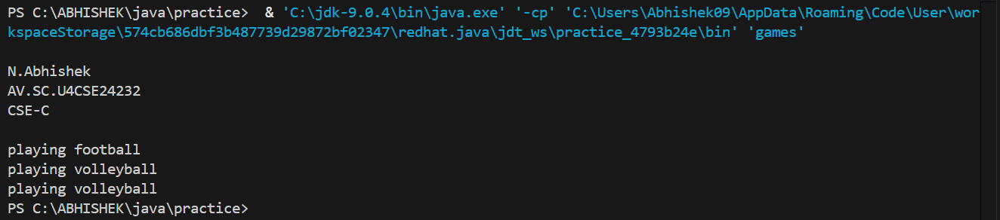 PS C:\ABHISHEK\java\practice>  & 'C:\jdk-9.0.4\bin\java.exe' '-cp' 'C:\Users\Abhishek09\AppData\Roaming\Code\User\wor
kspaceStorage\574cb686dbf3b487739d29872bf02347\redhat.java\jdt_ws\practice_4793b24e\bin' 'games'
N.Abhishek
AV.SC.U4CSE24232
CSE-C
playing football
playing volleyball
playing volleyball
PS C:\ABHISHEK\java\practice>